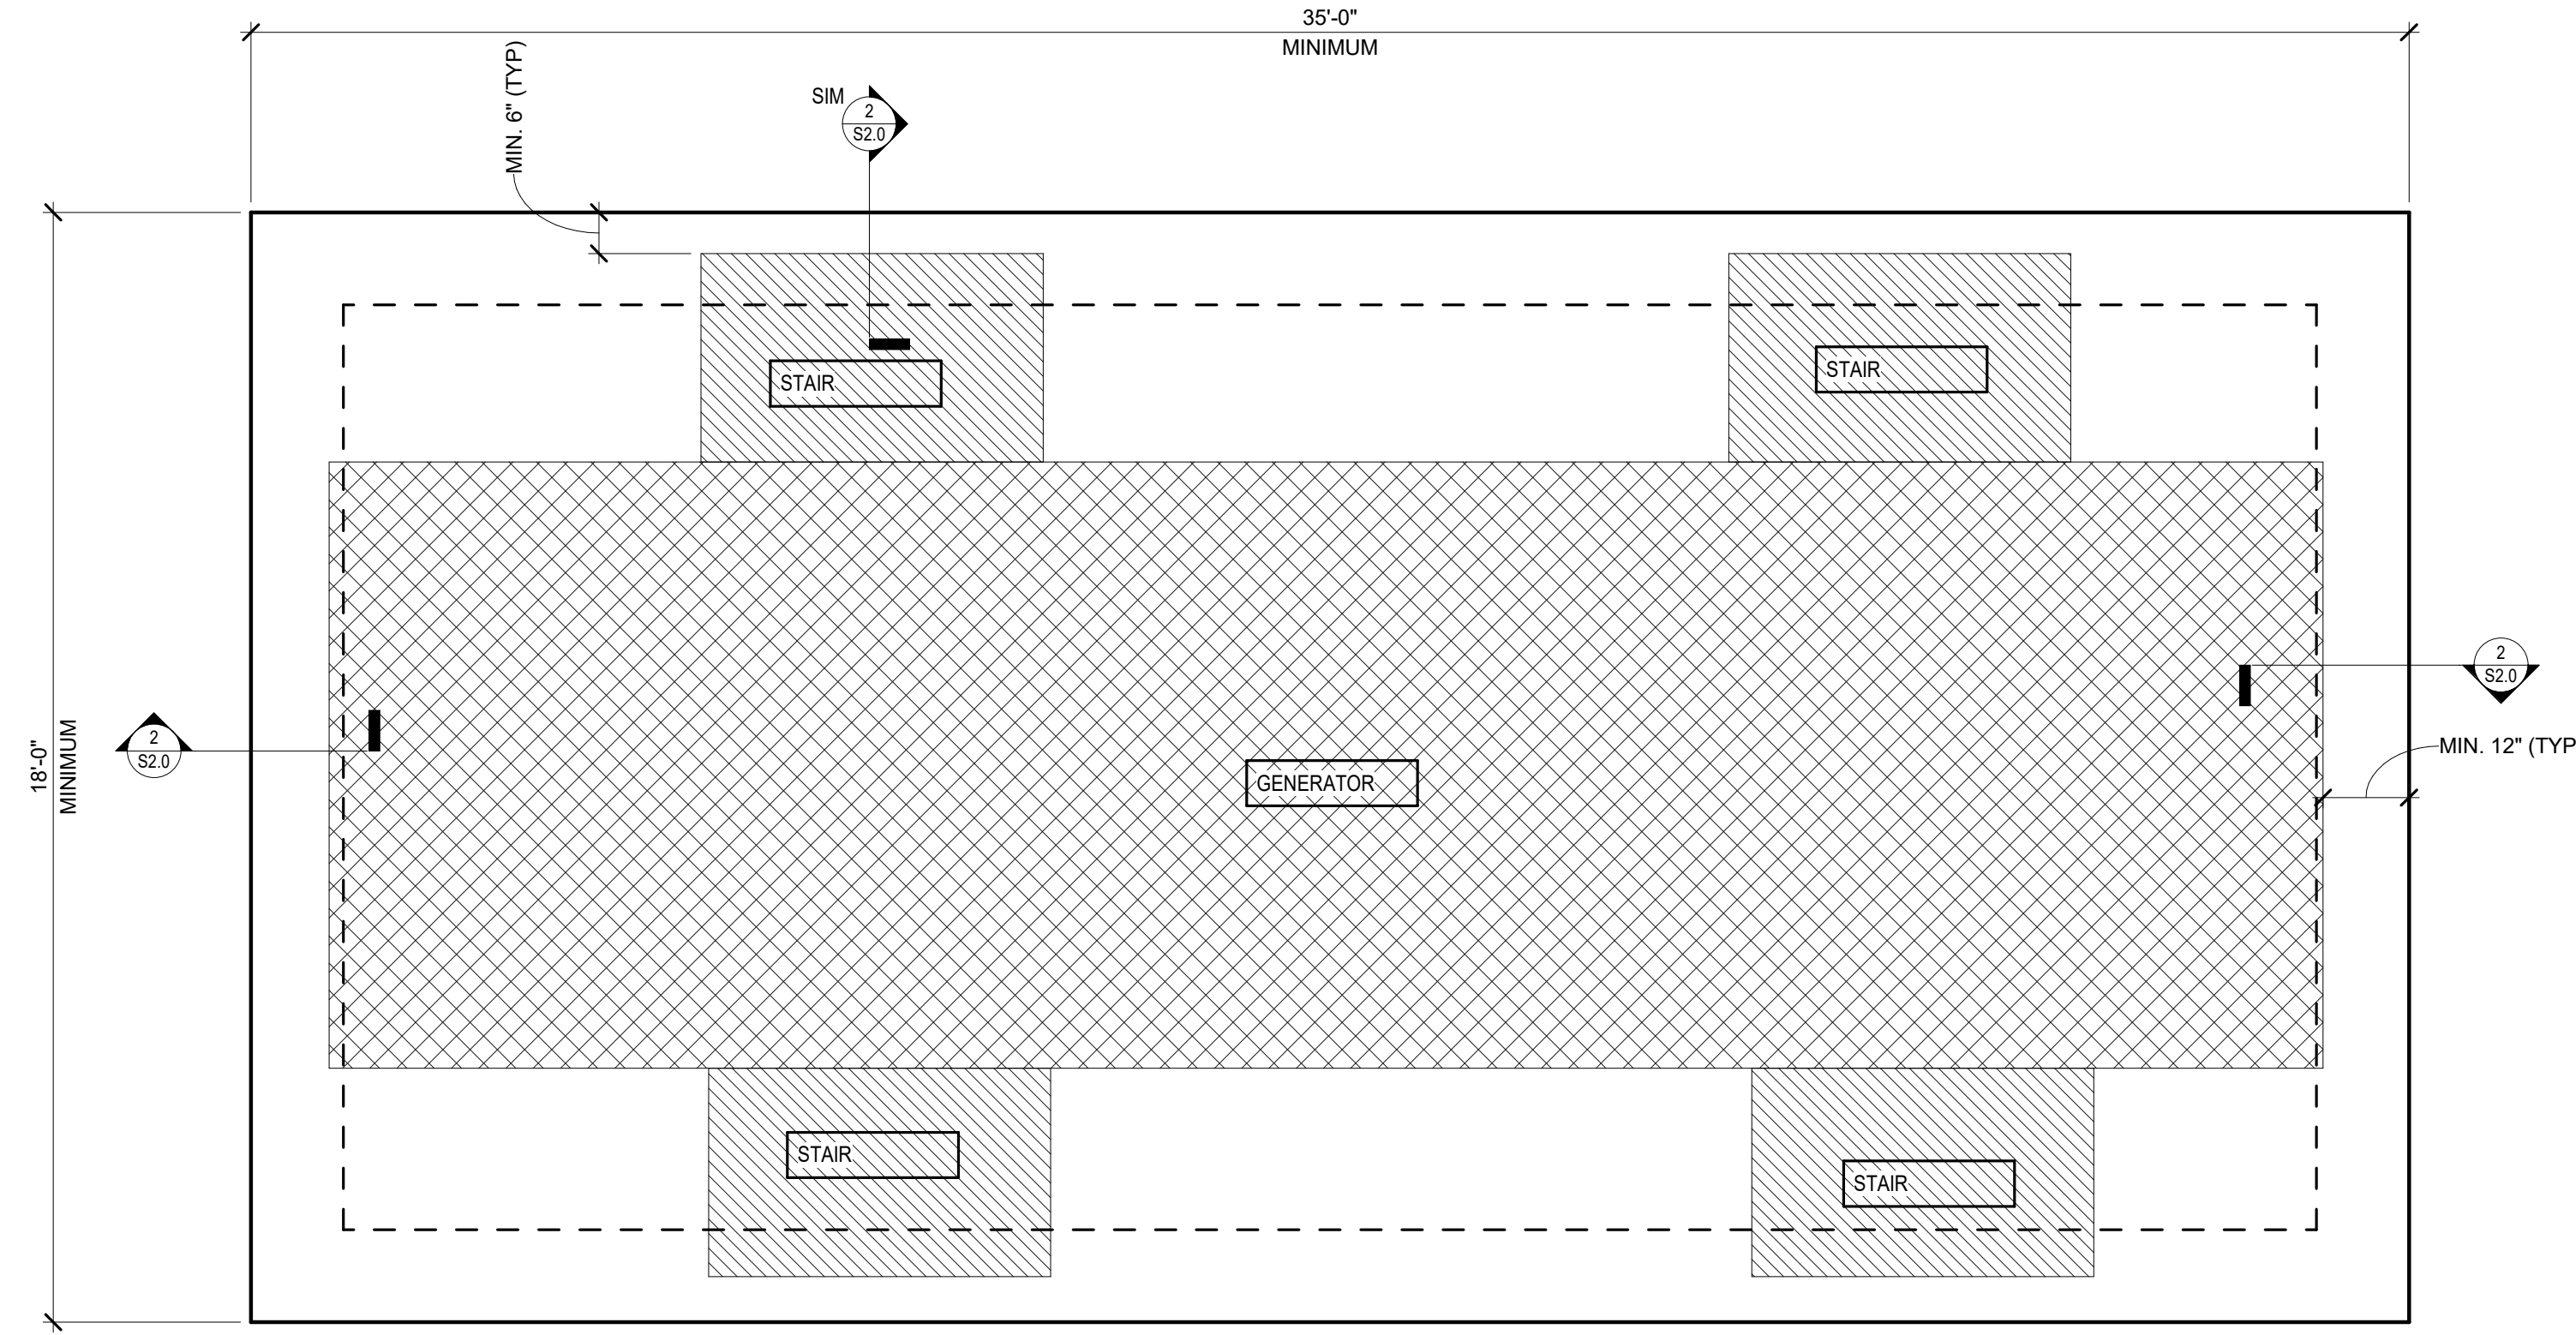 35'-0"
MINIMUM
MIN. 6" (TYP)
SIM
2
S2.0
STAIR
STAIR
2
S2.0
18'-0"
MINIMUM
2
S2.0
MIN. 12" (TYP
GENERATOR
STAIR
STAIR